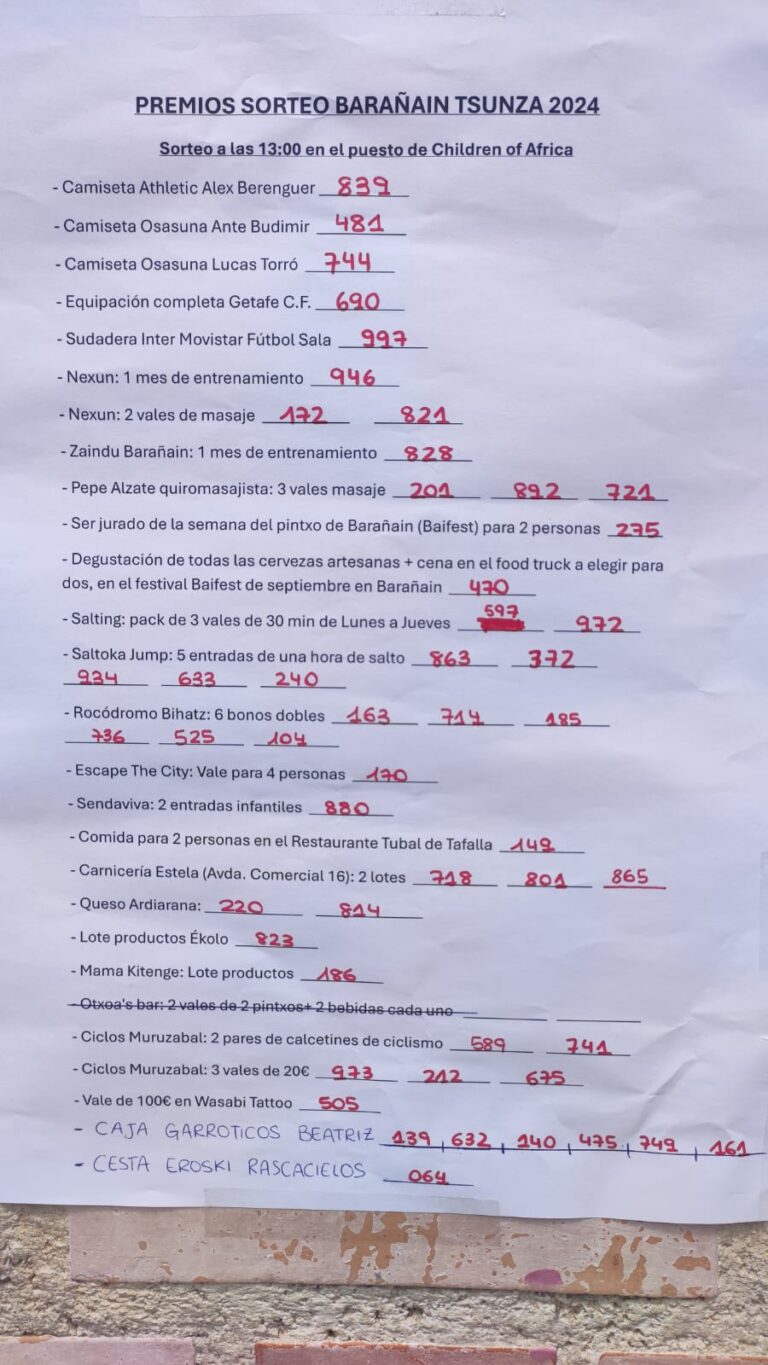 PREMIOS SORTEO BARAÑAIN TSUNZA 2024
Sorteo a las 13:00 en el puesto de Children of Africa
- Camiseta Athletic Alex Berenguer 839
- Camiseta Osasuna Ante Budimir 481
- Camiseta Osasuna Lucas Torró 744
- Equipación completa Getafe C.F. 690
- Sudadera Inter Movistar Fútbol Sala 997
- Nexun: 1 mes de entrenamiento 946
- Nexun: 2 vales de masaje 172 821
- Zaindu Barañain: 1 mes de entrenamiento 828
- Pepe Alzate quiromasajista: 3 vales masaje 201 892 721
- Ser jurado de la semana del pintxo de Barañain (Baifest) para 2 personas 275
- Degustación de todas las cervezas artesanas + cena en el food truck a elegir para
dos, en el festival Baifest de septiembre en Barañain 470
- Salting: pack de 3 vales de 30 min de Lunes a Jueves 597 972
- Saltoka Jump: 5 entradas de una hora de salto 863 372
934 633 240
- Rocódromo Bihatz: 6 bonos dobles 163 714 185
736 525 104
- Escape The City: Vale para 4 personas 170
- Sendaviva: 2 entradas infantiles 880
- Comida para 2 personas en el Restaurante Tubal de Tafalla 149
- Carnicería Estela (Avda. Comercial 16): 2 lotes 718 801 865
- Queso Ardiarana: 220 814
- Lote productos Ékolo 823
- Mama Kitenge: Lote productos 186
- Otxoa's bar: 2 vales de 2 pintxos+ 2 bebidas cada uno
- Ciclos Muruzabal: 2 pares de calcetines de ciclismo 589 741
- Ciclos Muruzabal: 3 vales de 20€ 973 212 675
- Vale de 100€ en Wasabi Tattoo 505
- CAJA GARROTICOS BEATRIZ 139, 632, 140, 475, 749, 161
- CESTA EROSKI RASCACIELOS 064